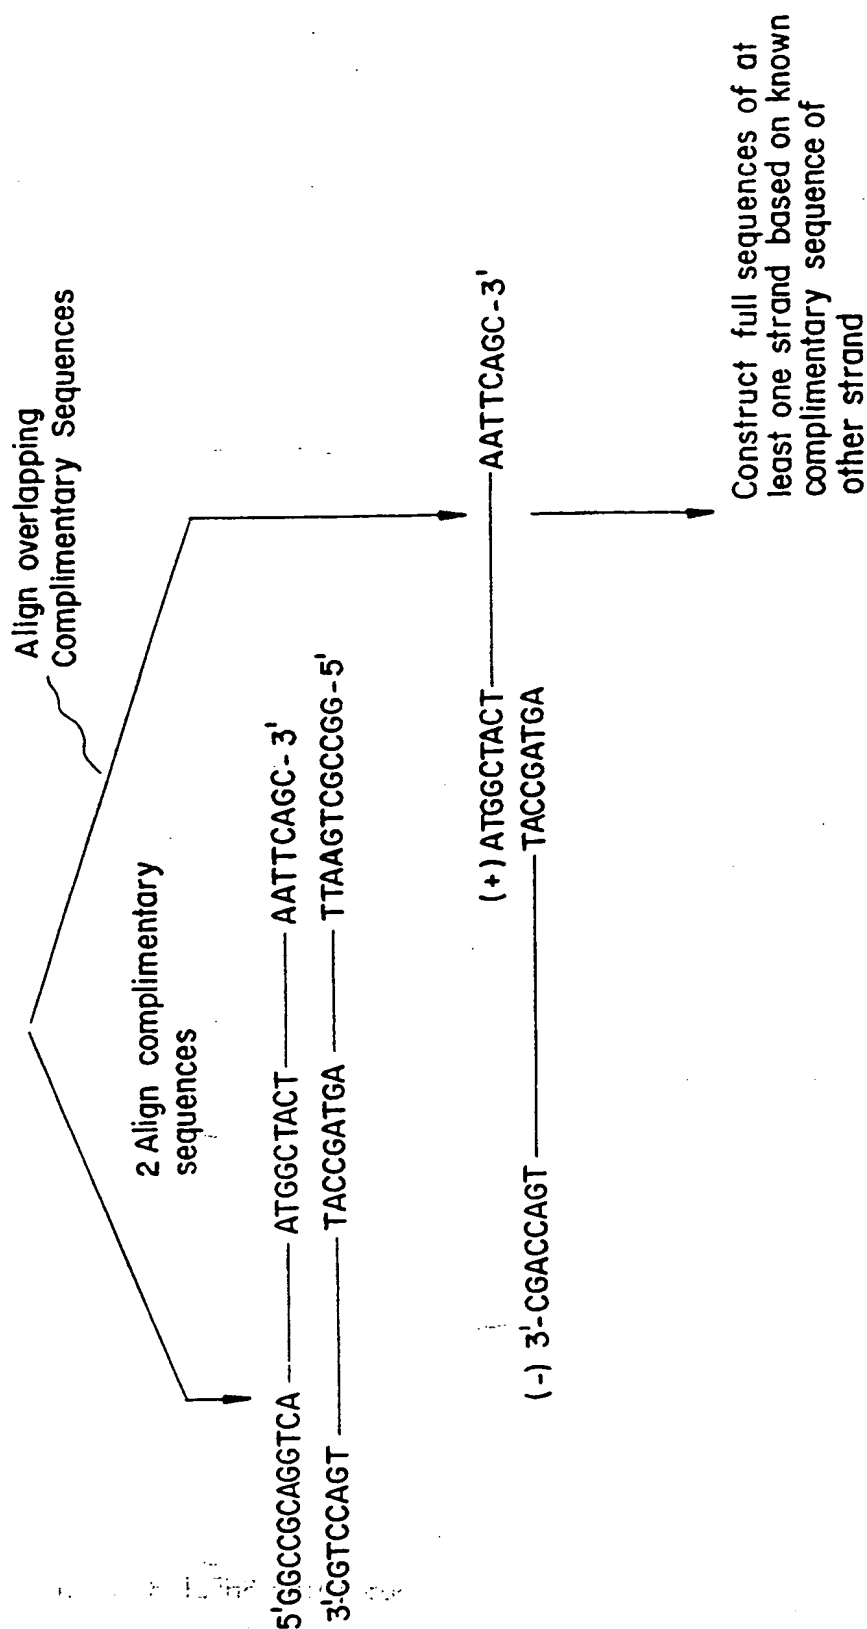 Align overlapping
Complimentary Sequences
2 Align complimentary
sequences
5'GGCCGCAGGTCA ATGGCTACT AATTCAGC-3'
3'-CGTCCAGT TACCGATGA TTAAGTCGCCGG-5'
(+) ATGGCTACT AATTCAGC-3'
(-) 3'-CGACCAGT TACCGATGA
Construct full sequences of at
least one strand based on known
complimentary sequence of
other strand